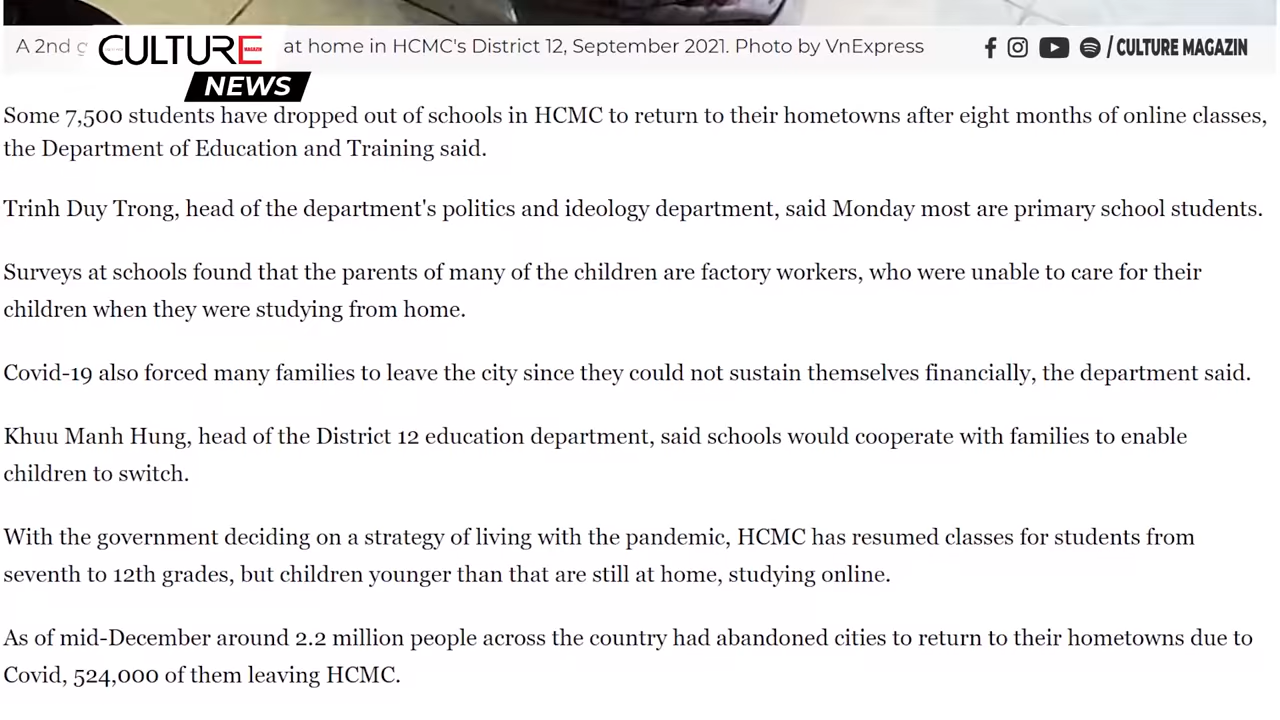 A 2nd g CULTURE MAGAZIN at home in HCMC's District 12, September 2021. Photo by VnExpress / CULTURE MAGAZIN
NEWS
Some 7,500 students have dropped out of schools in HCMC to return to their hometowns after eight months of online classes,
the Department of Education and Training said.
Trinh Duy Trong, head of the department's politics and ideology department, said Monday most are primary school students.
Surveys at schools found that the parents of many of the children are factory workers, who were unable to care for their
children when they were studying from home.
Covid-19 also forced many families to leave the city since they could not sustain themselves financially, the department said.
Khuu Manh Hung, head of the District 12 education department, said schools would cooperate with families to enable
children to switch.
With the government deciding on a strategy of living with the pandemic, HCMC has resumed classes for students from
seventh to 12th grades, but children younger than that are still at home, studying online.
As of mid-December around 2.2 million people across the country had abandoned cities to return to their hometowns due to
Covid, 524,000 of them leaving HCMC.